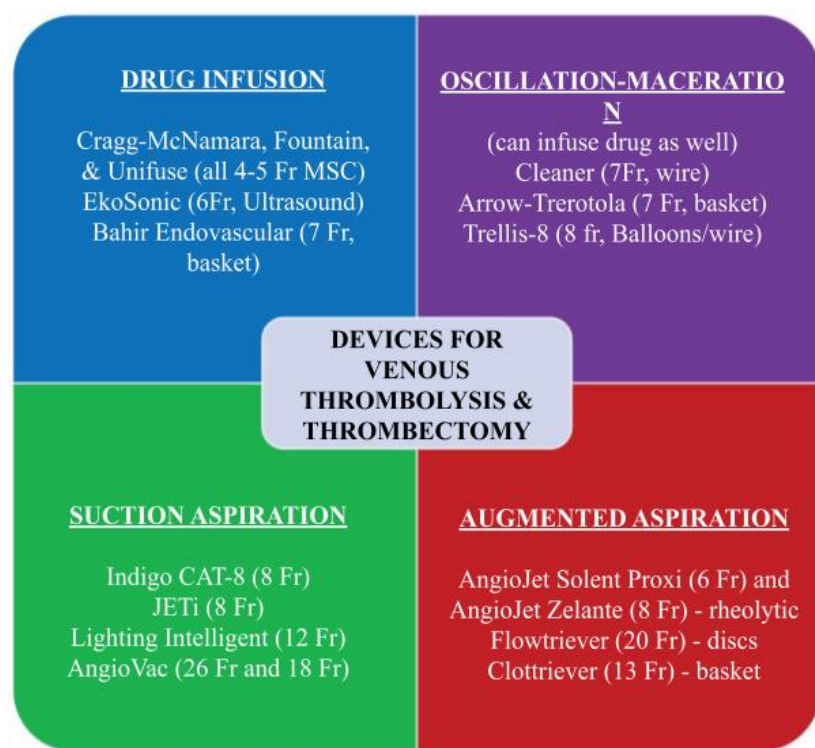 DRUG INFUSION
Cragg-McNamara, Fountain,
& Unifuse (all 4-5 Fr MSC)
EkoSonic (6Fr, Ultrasound)
Bahir Endovascular (7 Fr,
basket)
OSCILLATION-MACERATIO
N
(can infuse drug as well)
Cleaner (7Fr, wire)
Arrow-Trerotola (7 Fr, basket)
Trellis-8 (8 fr, Balloons/wire)
DEVICES FOR
VENOUS
THROMBOLYSIS &
THROMBECTOMY
SUCTION ASPIRATION
Indigo CAT-8 (8 Fr)
JETi (8 Fr)
Lighting Intelligent (12 Fr)
AngioVac (26 Fr and 18 Fr)
AUGMENTED ASPIRATION
AngioJet Solent Proxi (6 Fr) and
AngioJet Zelante (8 Fr) - rheolytic
Flowtriever (20 Fr) - discs
Clottriever (13 Fr) - basket